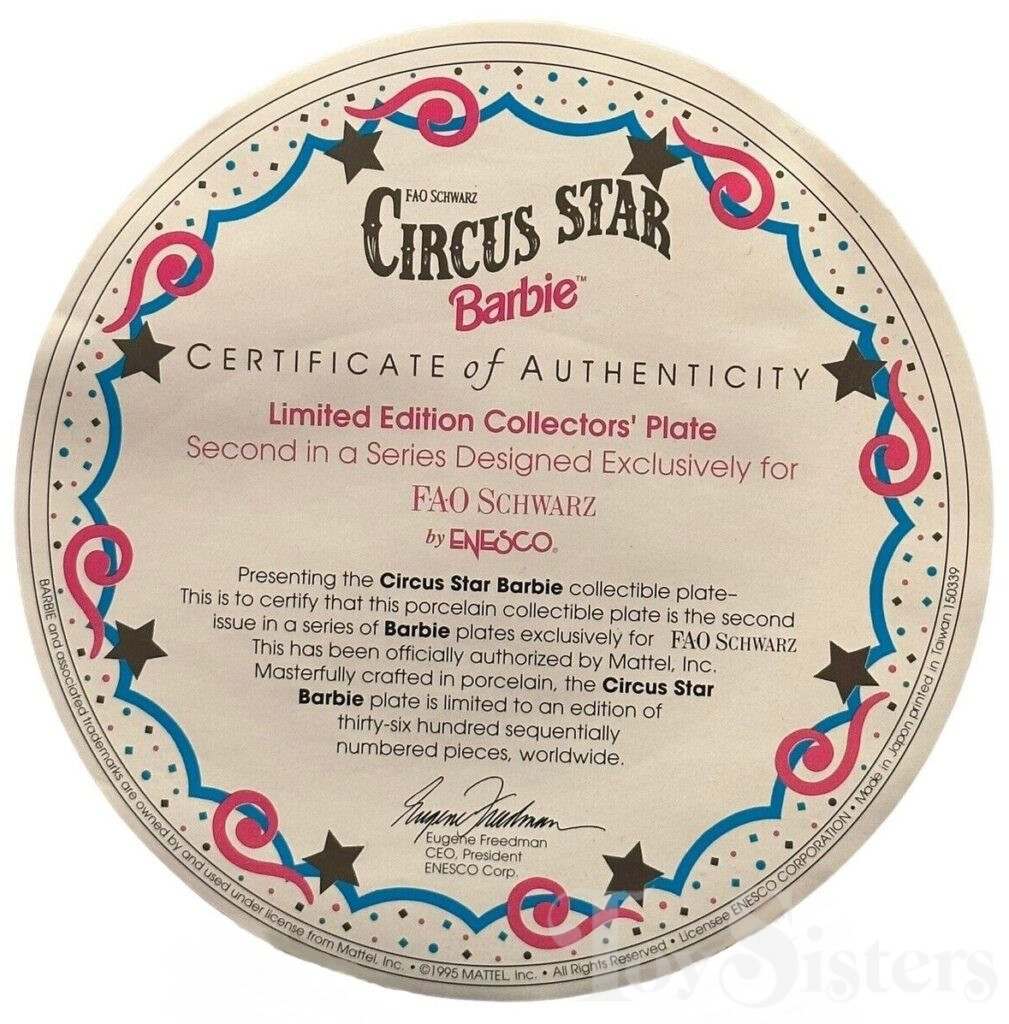 FAO SCHWARZ
CIRCUS STAR
Barbie™
CERTIFICATE of AUTHENTICITY
Limited Edition Collectors' Plate
Second in a Series Designed Exclusively for
F·A·O SCHWARZ
by ENESCO®
Presenting the Circus Star Barbie collectible plate–
This is to certify that this porcelain collectible plate is the second
issue in a series of Barbie plates exclusively for FAO SCHWARZ
This has been officially authorized by Mattel, Inc.
Masterfully crafted in porcelain, the Circus Star
Barbie plate is limited to an edition of
thirty-six hundred sequentially
numbered pieces, worldwide.
Eugene Freedman
Eugene Freedman
CEO, President
ENESCO Corp.
BARBIE and associated trademarks are owned by and used under license from Mattel, Inc. • ©1995 MATTEL, Inc. • All Rights Reserved • Licensee ENESCO CORPORATION • Made in Japan printed in Taiwan 150339
Toy Sisters